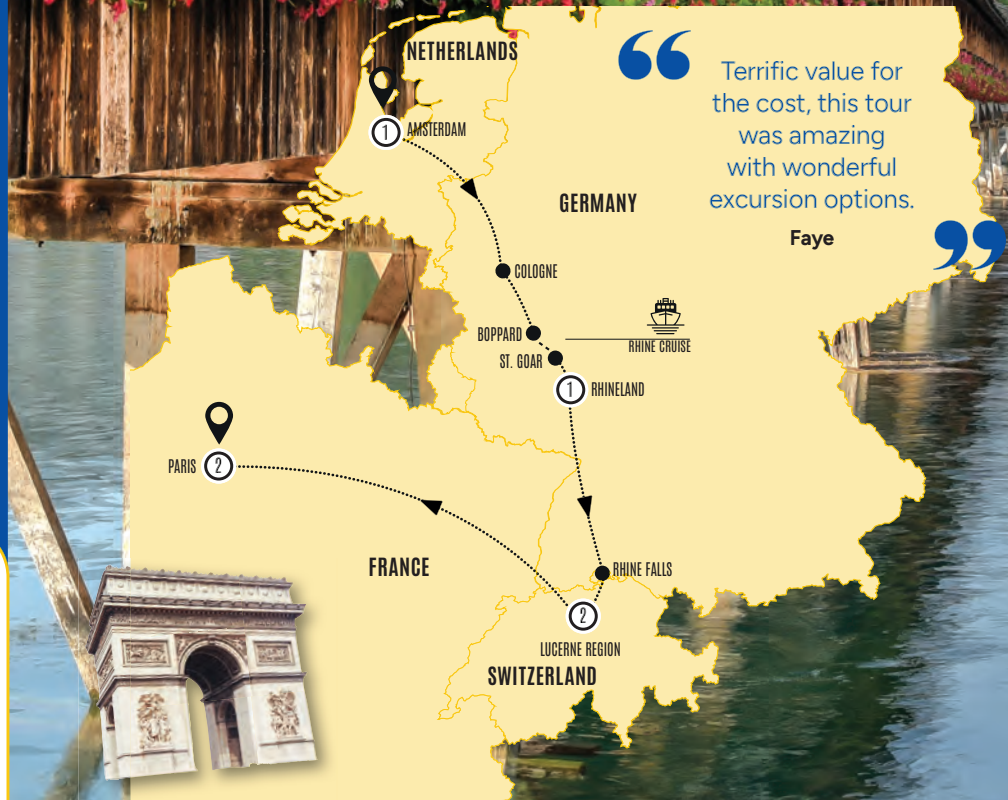 NETHERLANDS
1
AMSTERDAM
“
Terrific value for
the cost, this tour
was amazing
with wonderful
excursion options.
”
Faye
GERMANY
COLOGNE
BOPPARD
ST. GOAR
RHINE CRUISE
1
RHINELAND
PARIS
2
FRANCE
RHINE FALLS
2
LUCERNE REGION
SWITZERLAND